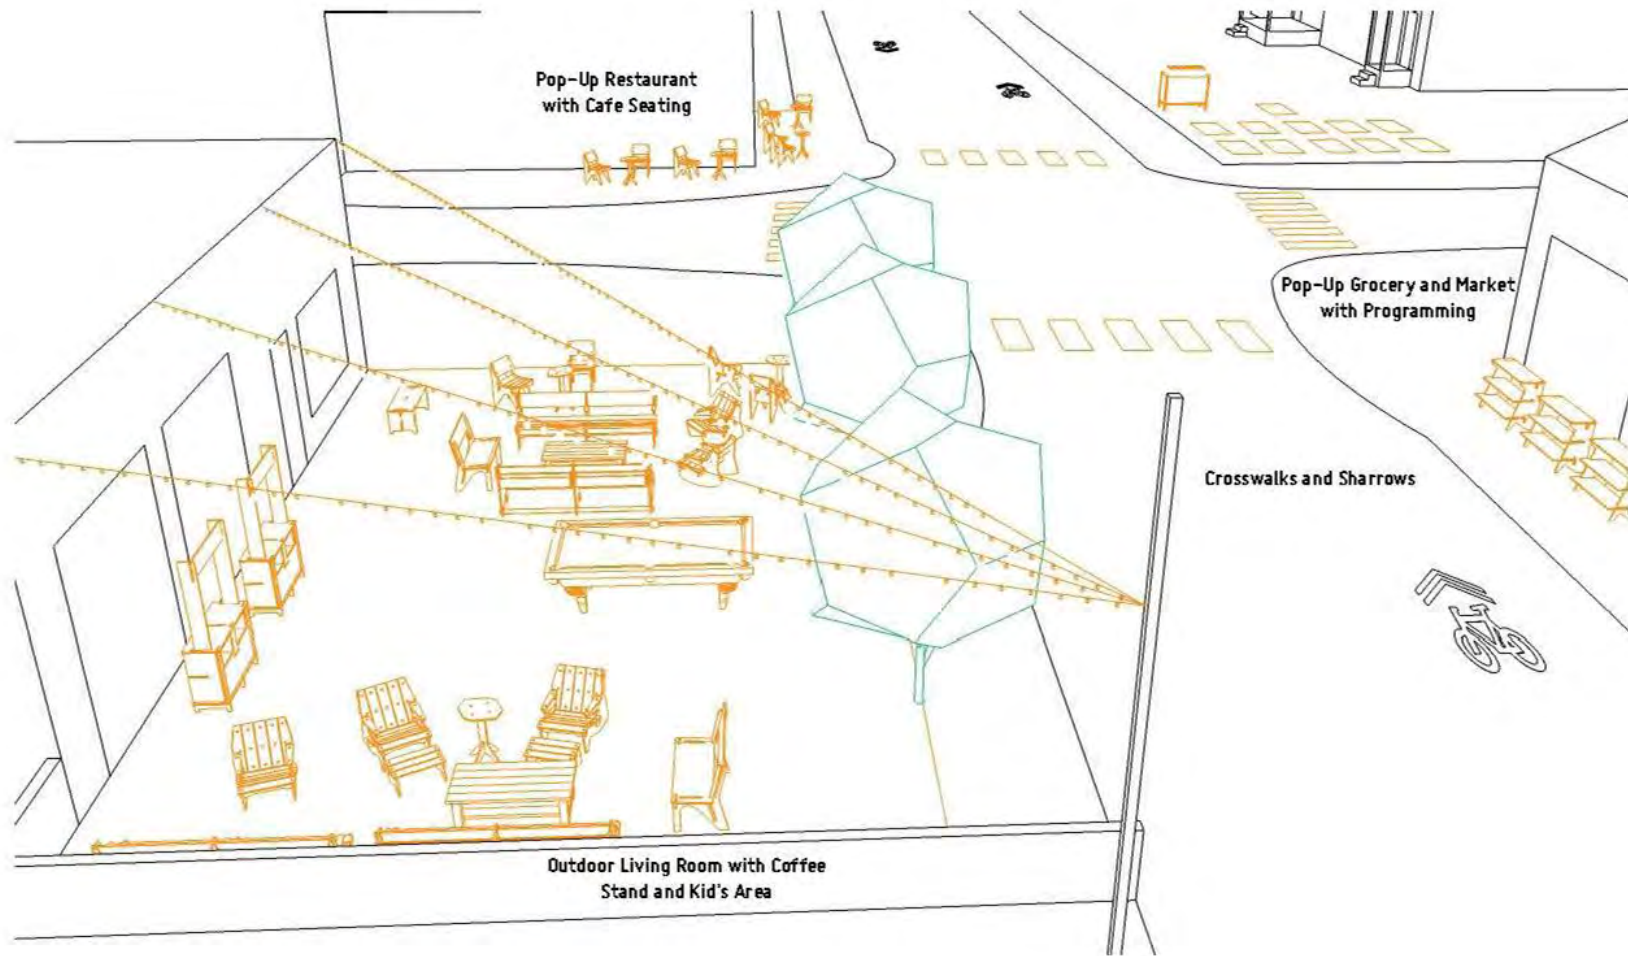 Pop-Up Restaurant
with Cafe Seating
Pop-Up Grocery and Market
with Programming
Crosswalks and Sharrows
Outdoor Living Room with Coffee
Stand and Kid's Area